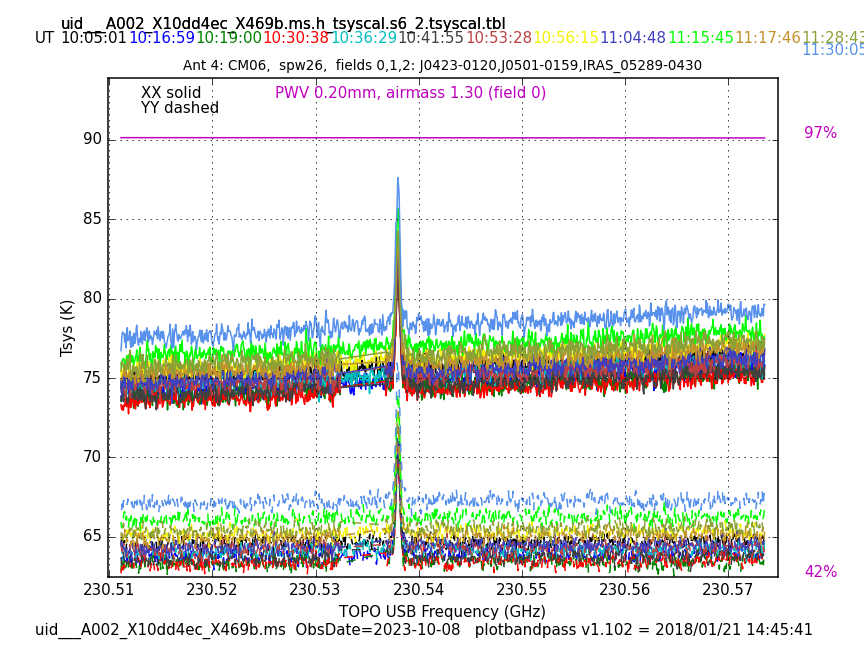 uid___A002_X10dd4ec_X469b.ms.h_tsyscal.s6_2.tsyscal.tbl
UT 10:05:01 10:16:59 10:19:00 10:30:38 10:36:29 10:41:55 10:53:28 10:56:15 11:04:48 11:15:45 11:17:46 11:28:43
11:30:05
Ant 4: CM06, spw26, fields 0,1,2: J0423-0120,J0501-0159,IRAS_05289-0430
XX solid PWV 0.20mm, airmass 1.30 (field 0)
YY dashed
97%
90
85
80
75
70
65
Tsys (K)
42%
230.51 230.52 230.53 230.54 230.55 230.56 230.57
TOPO USB Frequency (GHz)
uid___A002_X10dd4ec_X469b.ms ObsDate=2023-10-08 plotbandpass v1.102 = 2018/01/21 14:45:41